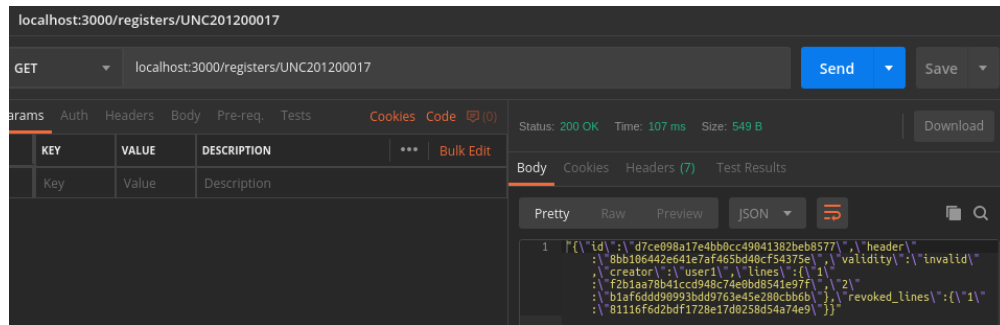 localhost:3000/registers/UNC201200017
GET localhost:3000/registers/UNC201200017 Send Save
arams Auth Headers Body Pre-req. Tests Cookies Code (0)
KEY VALUE DESCRIPTION ••• Bulk Edit
Key Value Description
Status: 200 OK Time: 107 ms Size: 549 B Download
Body Cookies Headers (7) Test Results
Pretty Raw Preview JSON
1 "{\"id\":\"d7ce098a17e4bb0cc49041382beb8577\",\"header\"
:\"8bb106442e641e7af465bd40cf54375e\",\"validity\":\"invalid\"
,\"creator\":\"user1\",\"lines\":{\"1\"
:\"f2b1aa78b41ccd948c74e0bd8541e97f\",\"2\"
:\"b1af6ddd90993bdd9763e45e280cbb6b\"},\"revoked_lines\":{\"1\"
:\"81116f6d2bdf1728e17d0258d54a74e9\"}}"